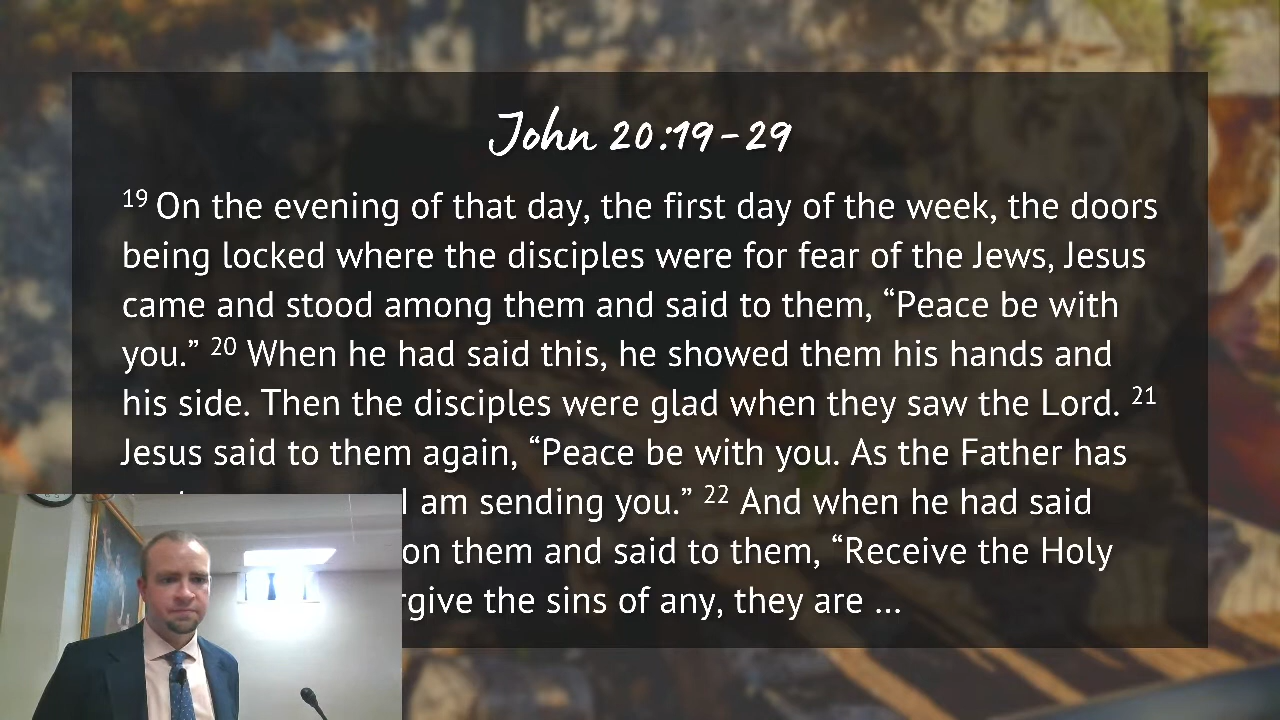 John 20:19-29
19 On the evening of that day, the first day of the week, the doors
being locked where the disciples were for fear of the Jews, Jesus
came and stood among them and said to them, “Peace be with
you.” 20 When he had said this, he showed them his hands and
his side. Then the disciples were glad when they saw the Lord. 21
Jesus said to them again, “Peace be with you. As the Father has
I am sending you.” 22 And when he had said
on them and said to them, “Receive the Holy
the sins of any, they are ...